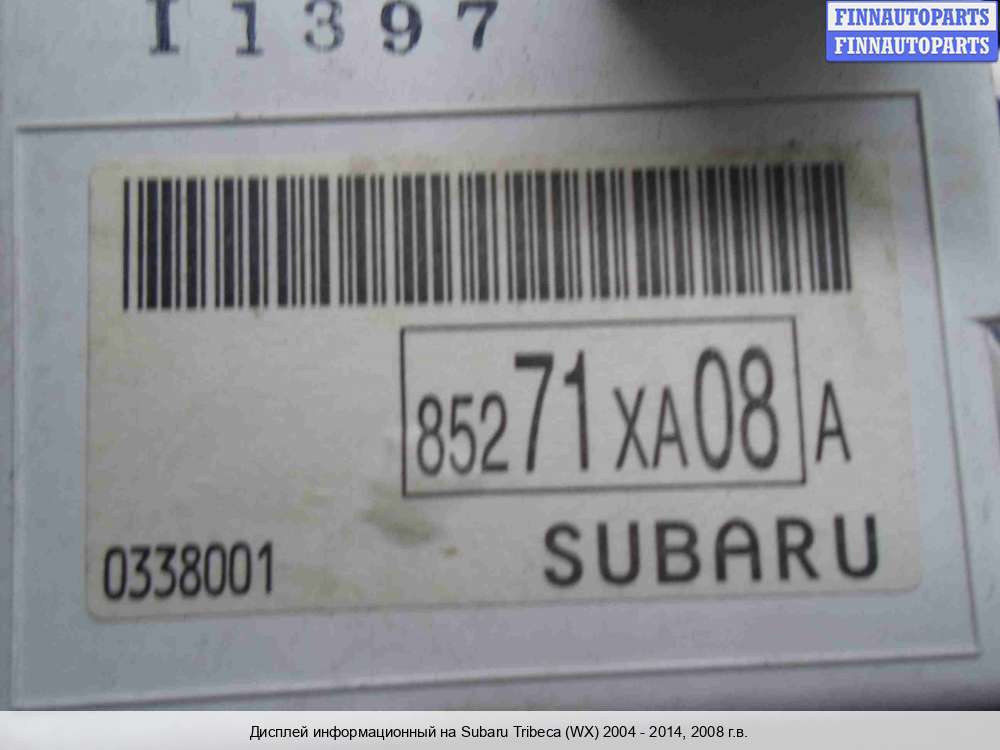 I1397
FINNAUTOPARTS
FINNAUTOPARTS
85271XA08A
0338001
SUBARU
Дисплей информационный на Subaru Tribeca (WX) 2004 - 2014, 2008 г.в.